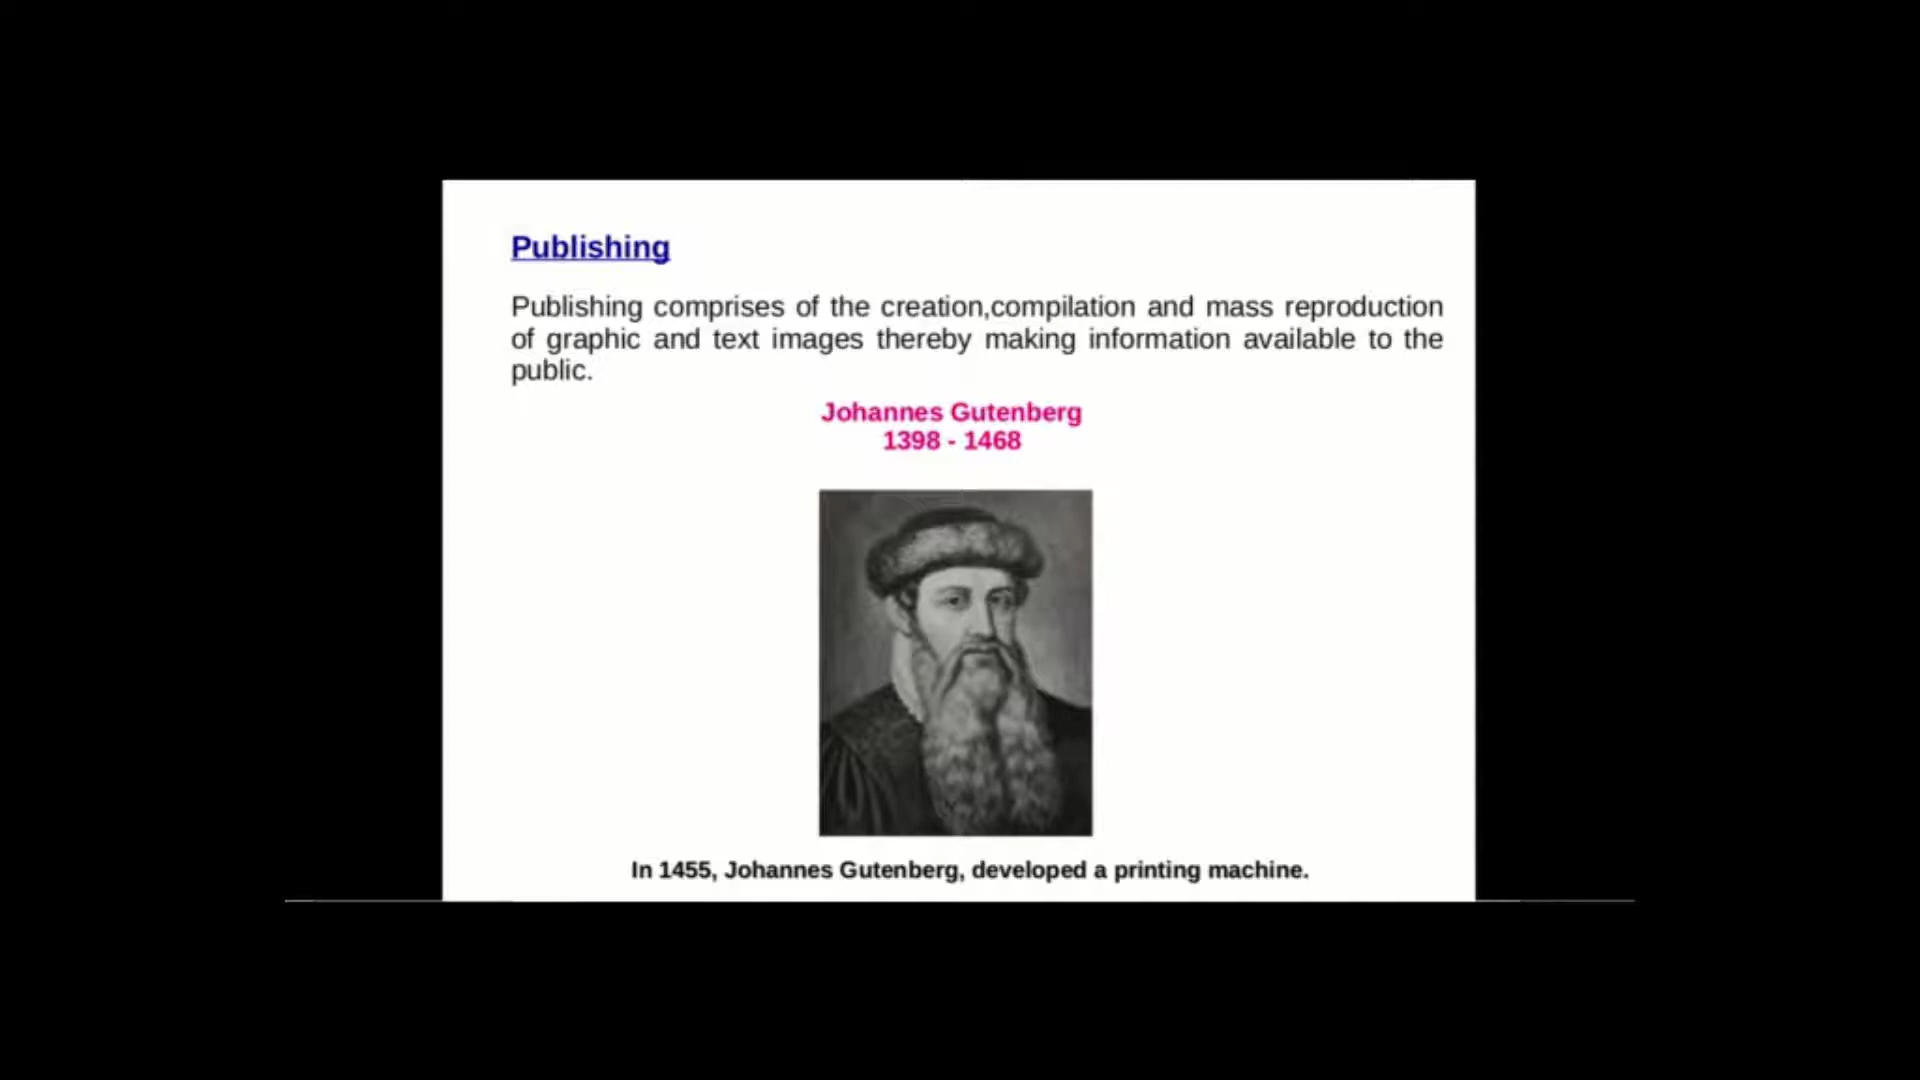 Publishing
Publishing comprises of the creation,compilation and mass reproduction
of graphic and text images thereby making information available to the
public.
Johannes Gutenberg
1398 - 1468
In 1455, Johannes Gutenberg, developed a printing machine.